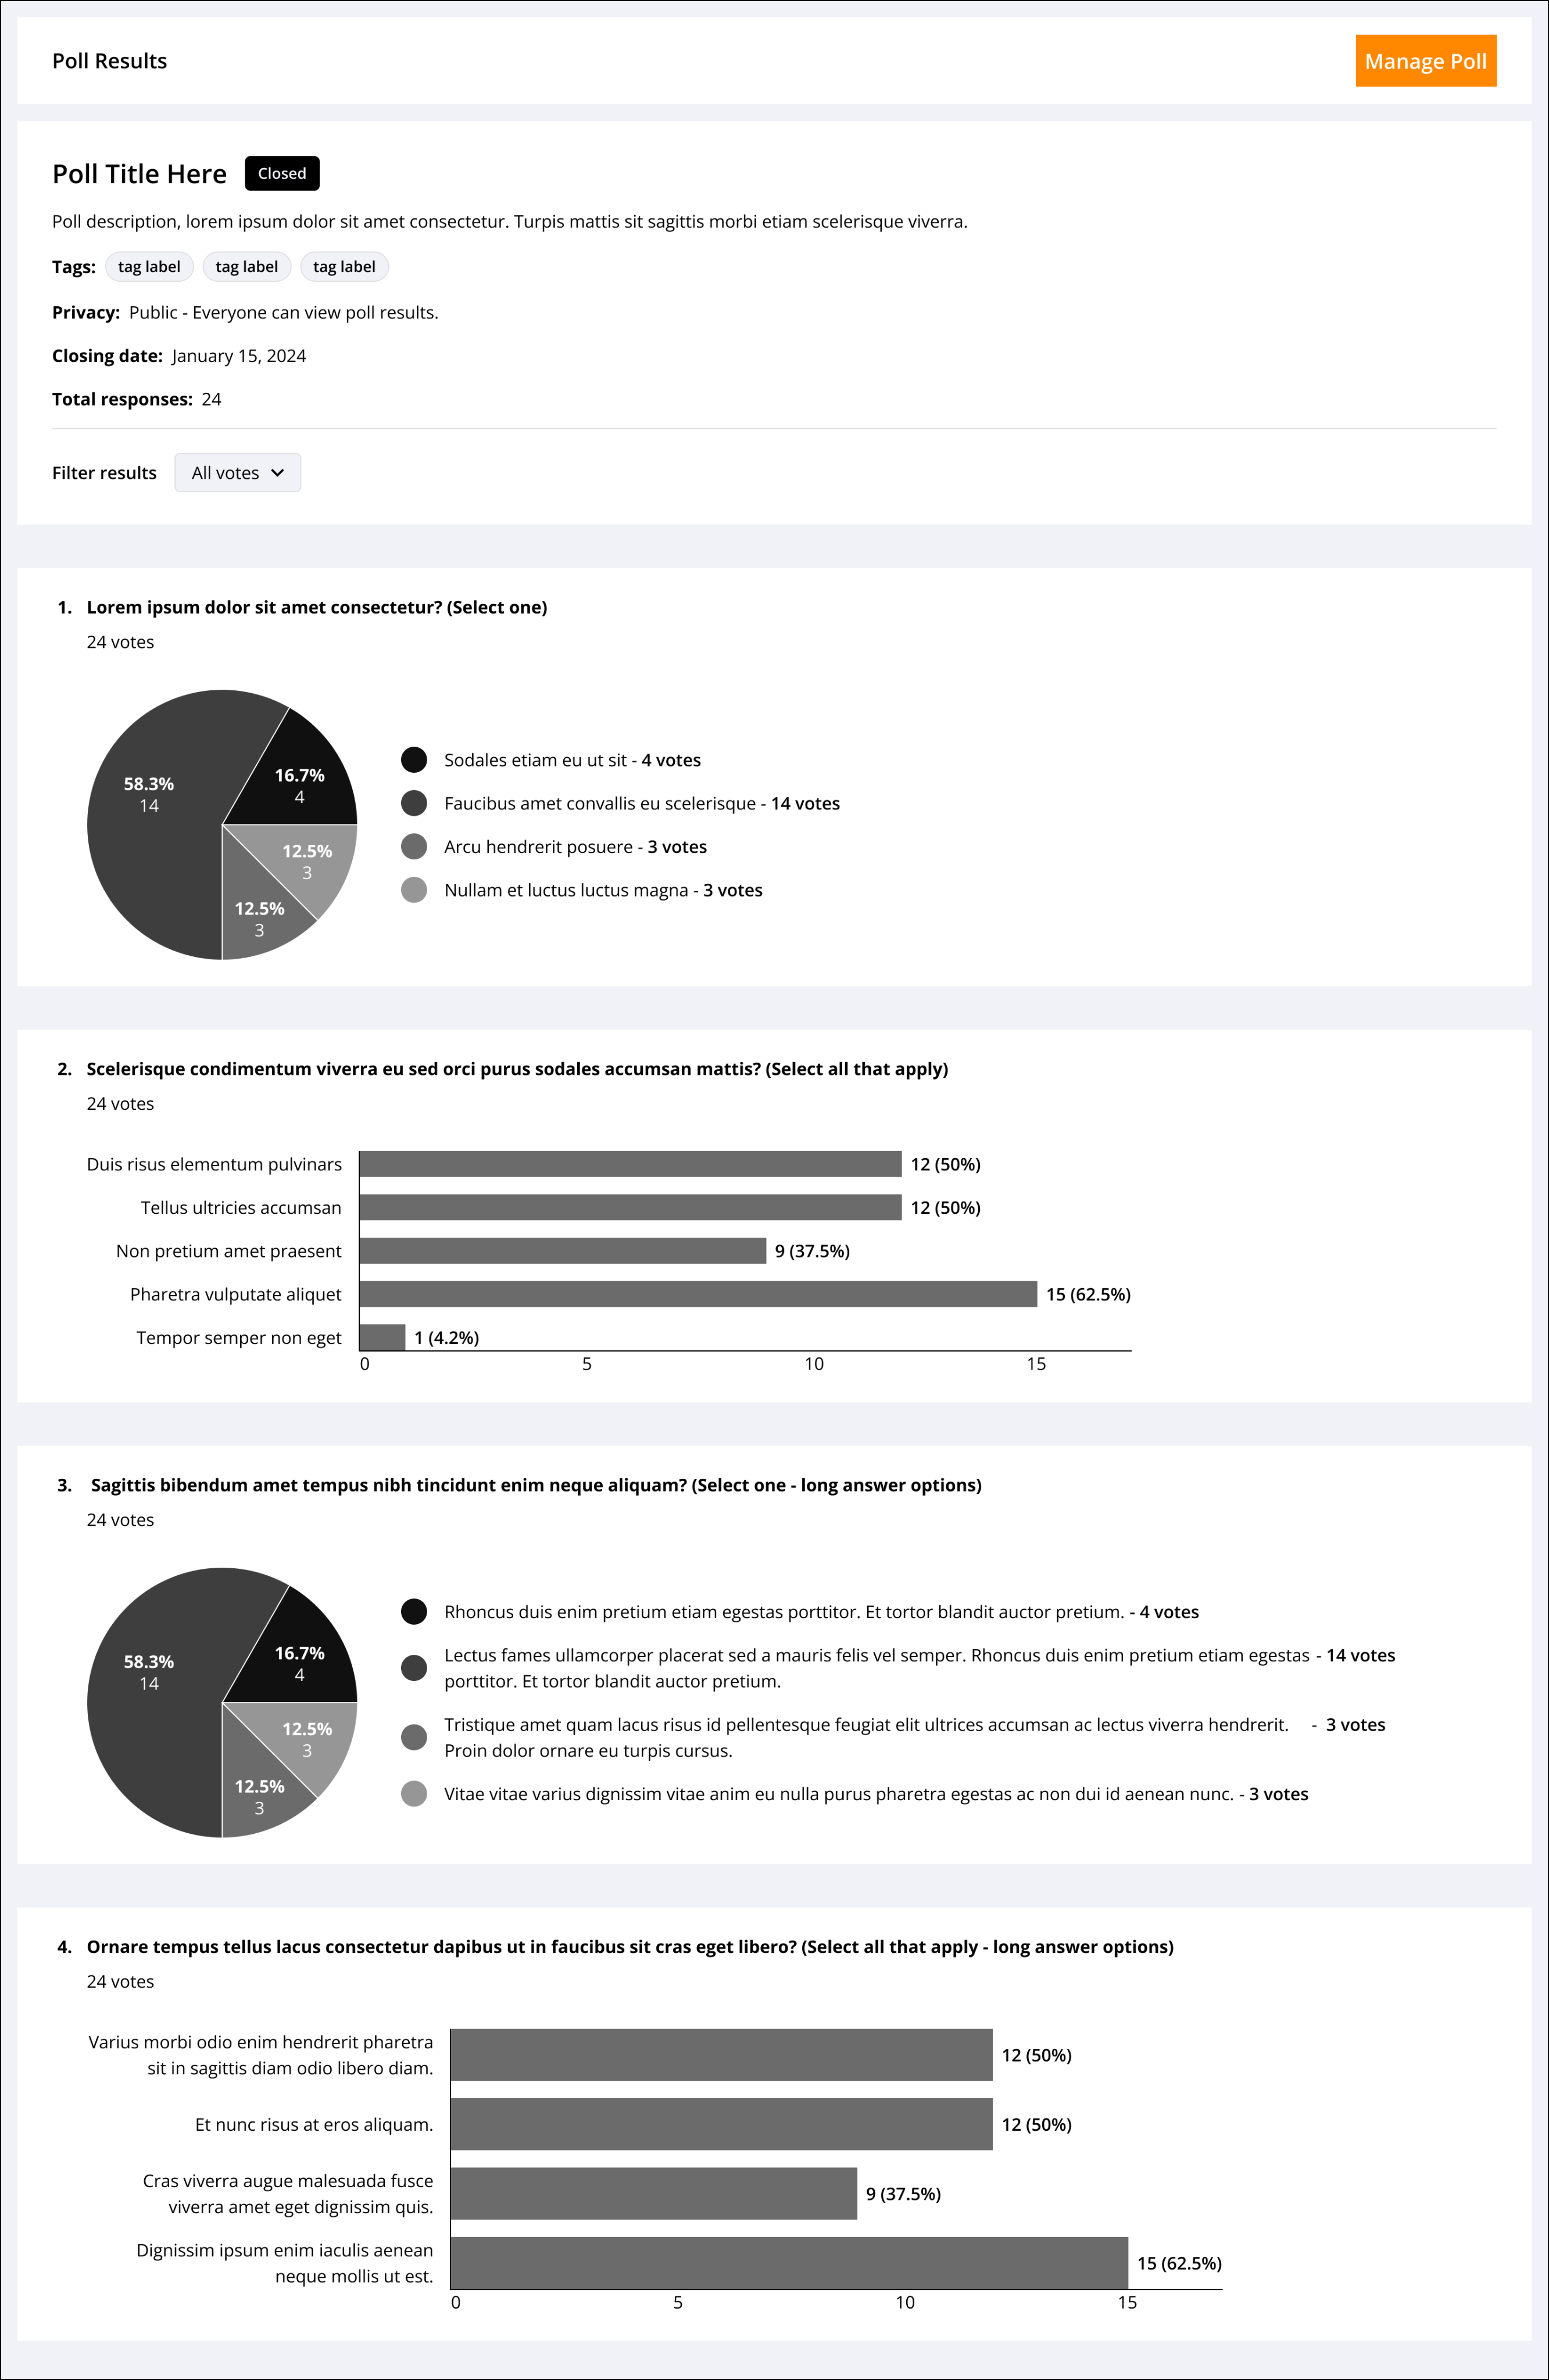 Poll Results
Manage Poll
Poll Title Here
Closed
Poll description, lorem ipsum dolor sit amet consectetur. Turpis mattis sit sagittis morbi etiam scelerisque viverra.
Tags: tag label tag label tag label
Privacy: Public - Everyone can view poll results.
Closing date: January 15, 2024
Total responses: 24
Filter results All votes
1. Lorem ipsum dolor sit amet consectetur? (Select one)
24 votes
58.3%
14
16.7%
4
12.5%
3
12.5%
3
Sodales etiam eu ut sit - 4 votes
Faucibus amet convallis eu scelerisque - 14 votes
Arcu hendrerit posuere - 3 votes
Nullam et luctus luctus magna - 3 votes
2. Scelerisque condimentum viverra eu sed orci purus sodales accumsan mattis? (Select all that apply)
24 votes
Duis risus elementum pulvinars 12 (50%)
Tellus ultricies accumsan 12 (50%)
Non pretium amet praesent 9 (37.5%)
Pharetra vulputate aliquet 15 (62.5%)
Tempor semper non eget 1 (4.2%)
0 5 10 15
3. Sagittis bibendum amet tempus nibh tincidunt enim neque aliquam? (Select one - long answer options)
24 votes
58.3%
14
16.7%
4
12.5%
3
12.5%
3
Rhoncus duis enim pretium etiam egestas porttitor. Et tortor blandit auctor pretium. - 4 votes
Lectus fames ullamcorper placerat sed a mauris felis vel semper. Rhoncus duis enim pretium etiam egestas - 14 votes
porttitor. Et tortor blandit auctor pretium.
Tristique amet quam lacus risus id pellentesque feugiat elit ultrices accumsan ac lectus viverra hendrerit. - 3 votes
Proin dolor ornare eu turpis cursus.
Vitae vitae varius dignissim vitae anim eu nulla purus pharetra egestas ac non dui id aenean nunc. - 3 votes
4. Ornare tempus tellus lacus consectetur dapibus ut in faucibus sit cras eget libero? (Select all that apply - long answer options)
24 votes
Varius morbi odio enim hendrerit pharetra
sit in sagittis diam odio libero diam.
12 (50%)
Et nunc risus at eros aliquam. 12 (50%)
Cras viverra augue malesuada fusce
viverra amet eget dignissim quis.
9 (37.5%)
Dignissim ipsum enim iaculis aenean
neque mollis ut est.
15 (62.5%)
0 5 10 15